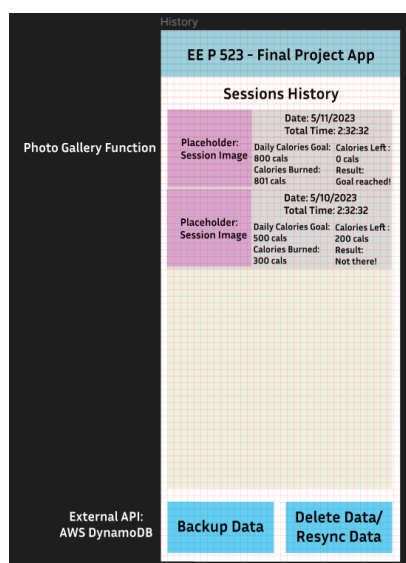 History
EE P 523 - Final Project App
Sessions History
Photo Gallery Function
Placeholder:
Session Image
Date: 5/11/2023
Total Time: 2:32:32
Daily Calories Goal:
800 cals
Calories Burned:
801 cals
Calories Left :
0 cals
Result:
Goal reached!
Placeholder:
Session Image
Date: 5/10/2023
Total Time: 2:32:32
Daily Calories Goal:
500 cals
Calories Burned:
300 cals
Calories Left :
200 cals
Result:
Not there!
External API:
AWS DynamoDB
Backup Data
Delete Data/
Resync Data